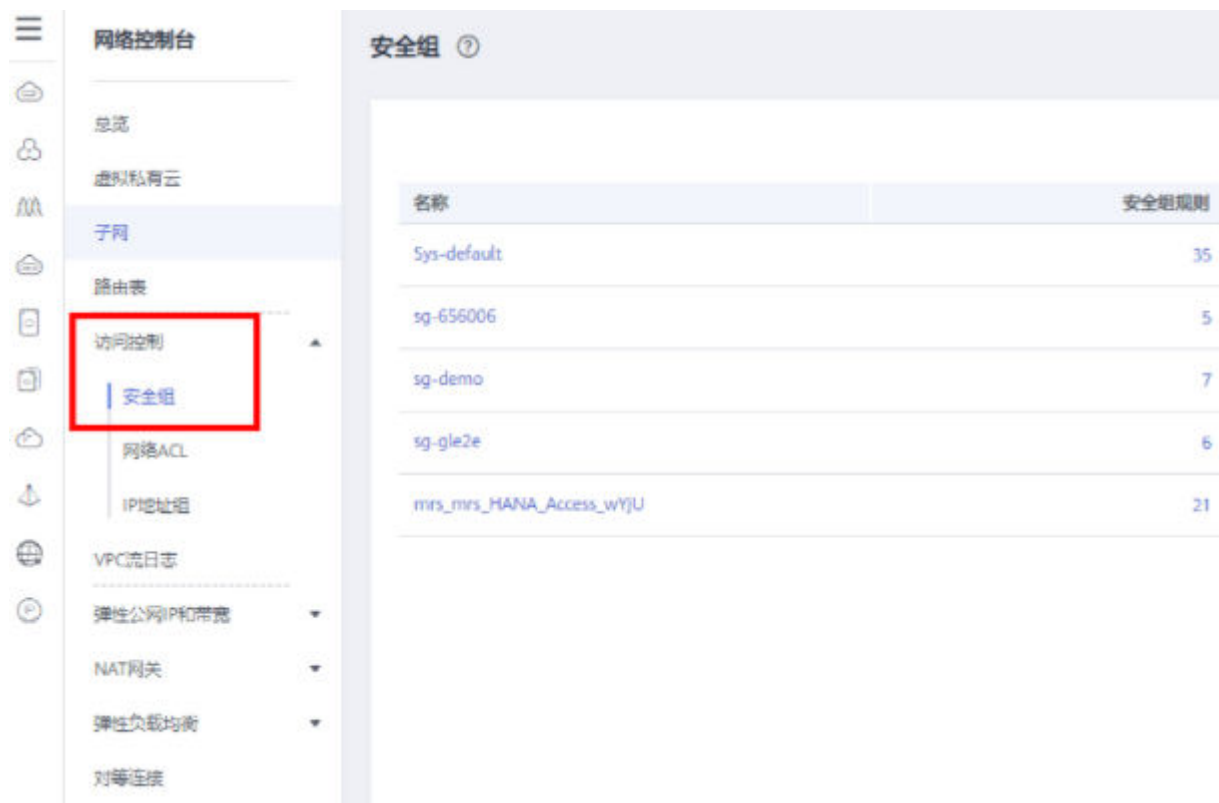 网络控制台
总览
虚拟私有云
子网
路由表
访问控制
安全组
网络ACL
IP地址组
VPC流日志
弹性公网IP和带宽
NAT网关
弹性负载均衡
对等连接
安全组 ?
名称 安全组规则
Sys-default 35
sg-656006 5
sg-demo 7
sg-gle2e 6
mrs_mrs_HANA_Access_wYjU 21